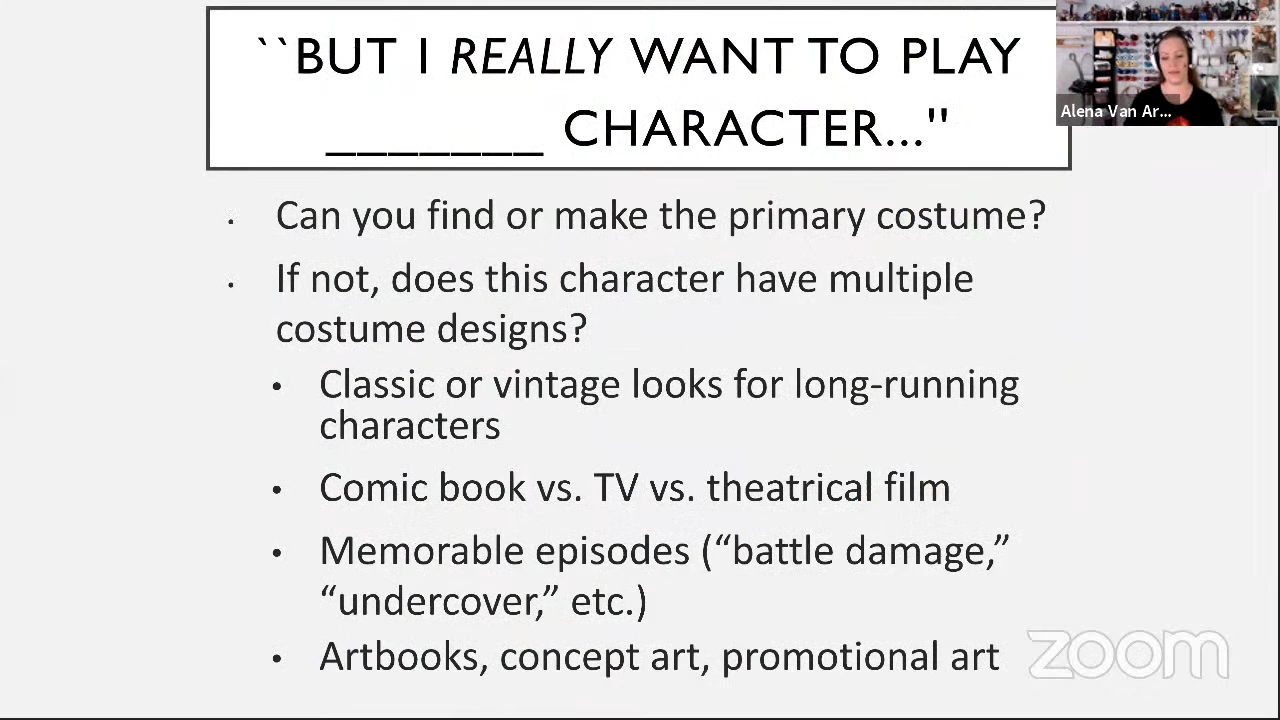 ``BUT I REALLY WANT TO PLAY
_______ CHARACTER..."
Alena Van Ar...
• Can you find or make the primary costume?
• If not, does this character have multiple
costume designs?
• Classic or vintage looks for long-running
characters
• Comic book vs. TV vs. theatrical film
• Memorable episodes (“battle damage,”
“undercover,” etc.)
• Artbooks, concept art, promotional art
zoom